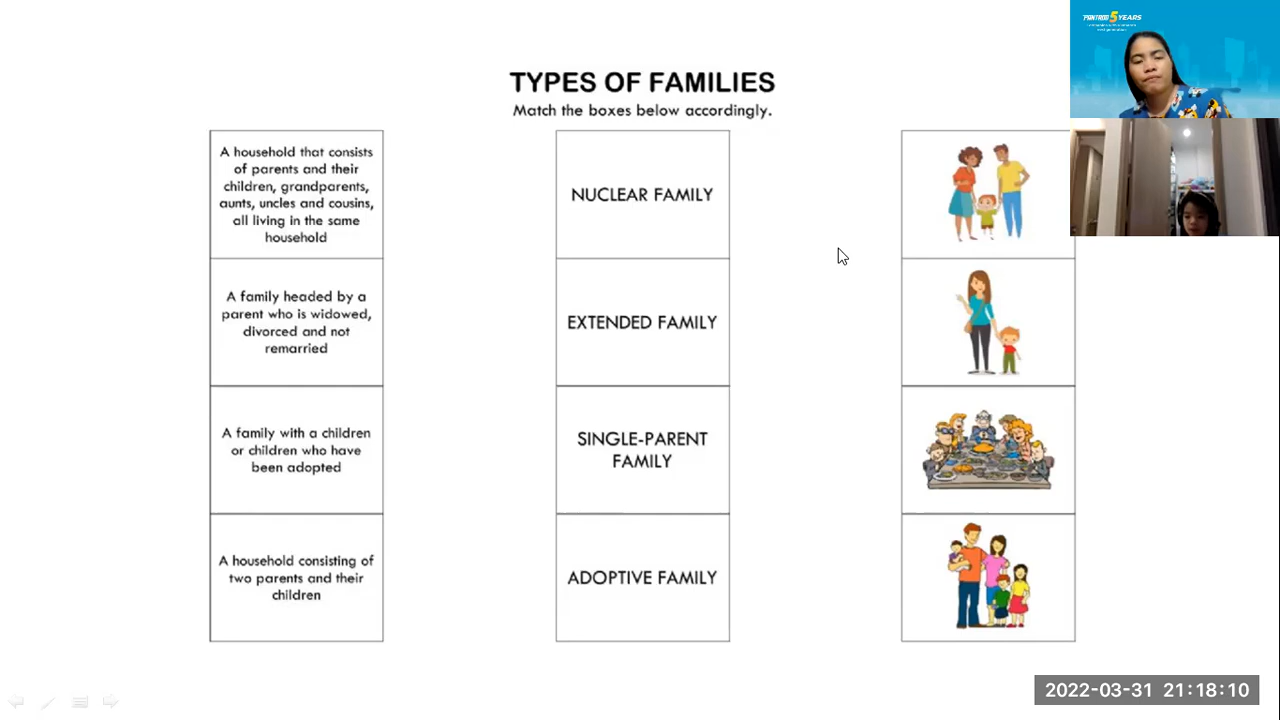 PANTROG 5 YEARS
TYPES OF FAMILIES
Match the boxes below accordingly.
A household that consists
of parents and their
children, grandparents,
aunts, uncles and cousins,
all living in the same
household
NUCLEAR FAMILY
A family headed by a
parent who is widowed,
divorced and not
remarried
EXTENDED FAMILY
A family with a children
or children who have
been adopted
SINGLE-PARENT
FAMILY
A household consisting of
two parents and their
children
ADOPTIVE FAMILY
2022-03-31 21:18:10